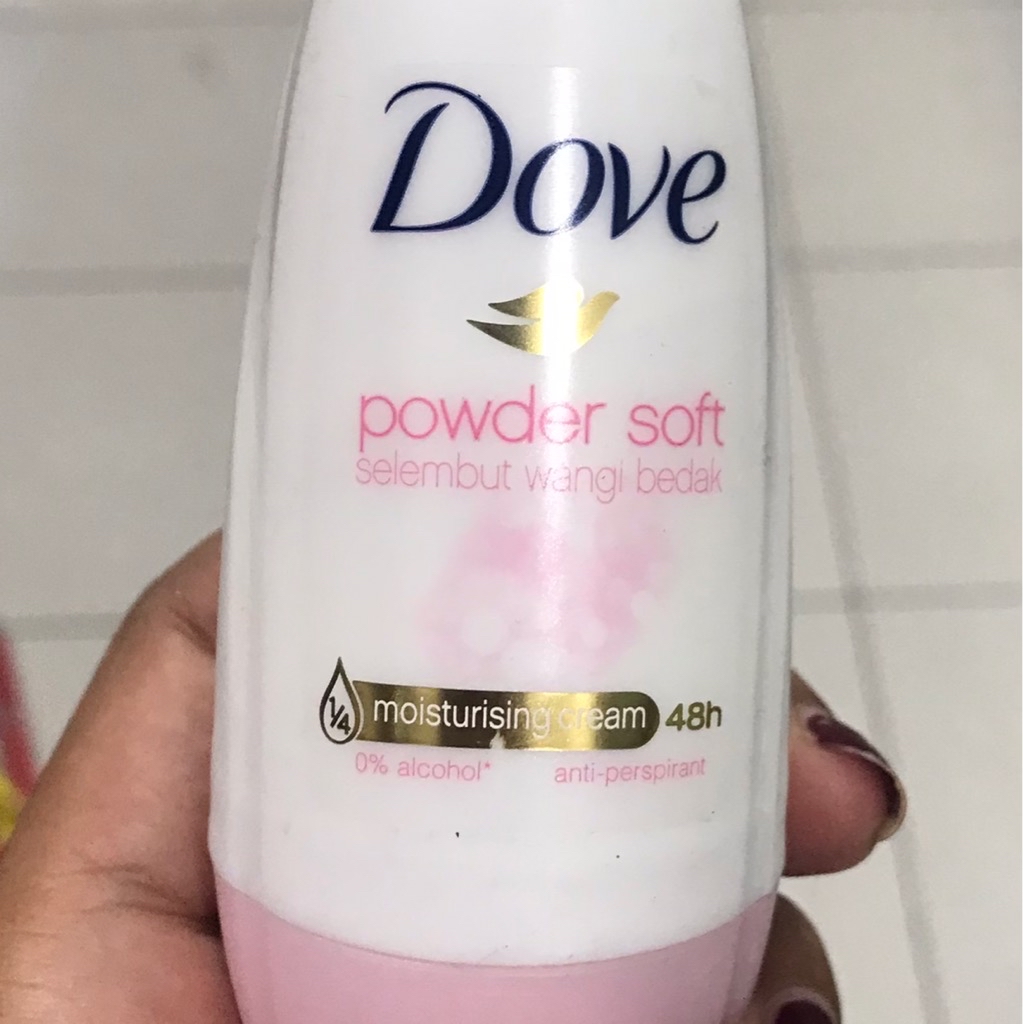 Dove
powder soft
selembut wangi bedak
1/4 moisturising cream 48h
0% alcohol* anti-perspirant